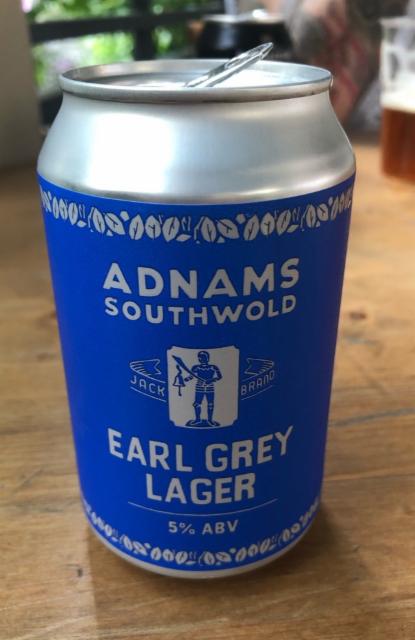 ADNAMS
SOUTHWOLD
JACK BRAND
EARL GREY
LAGER
5% ABV